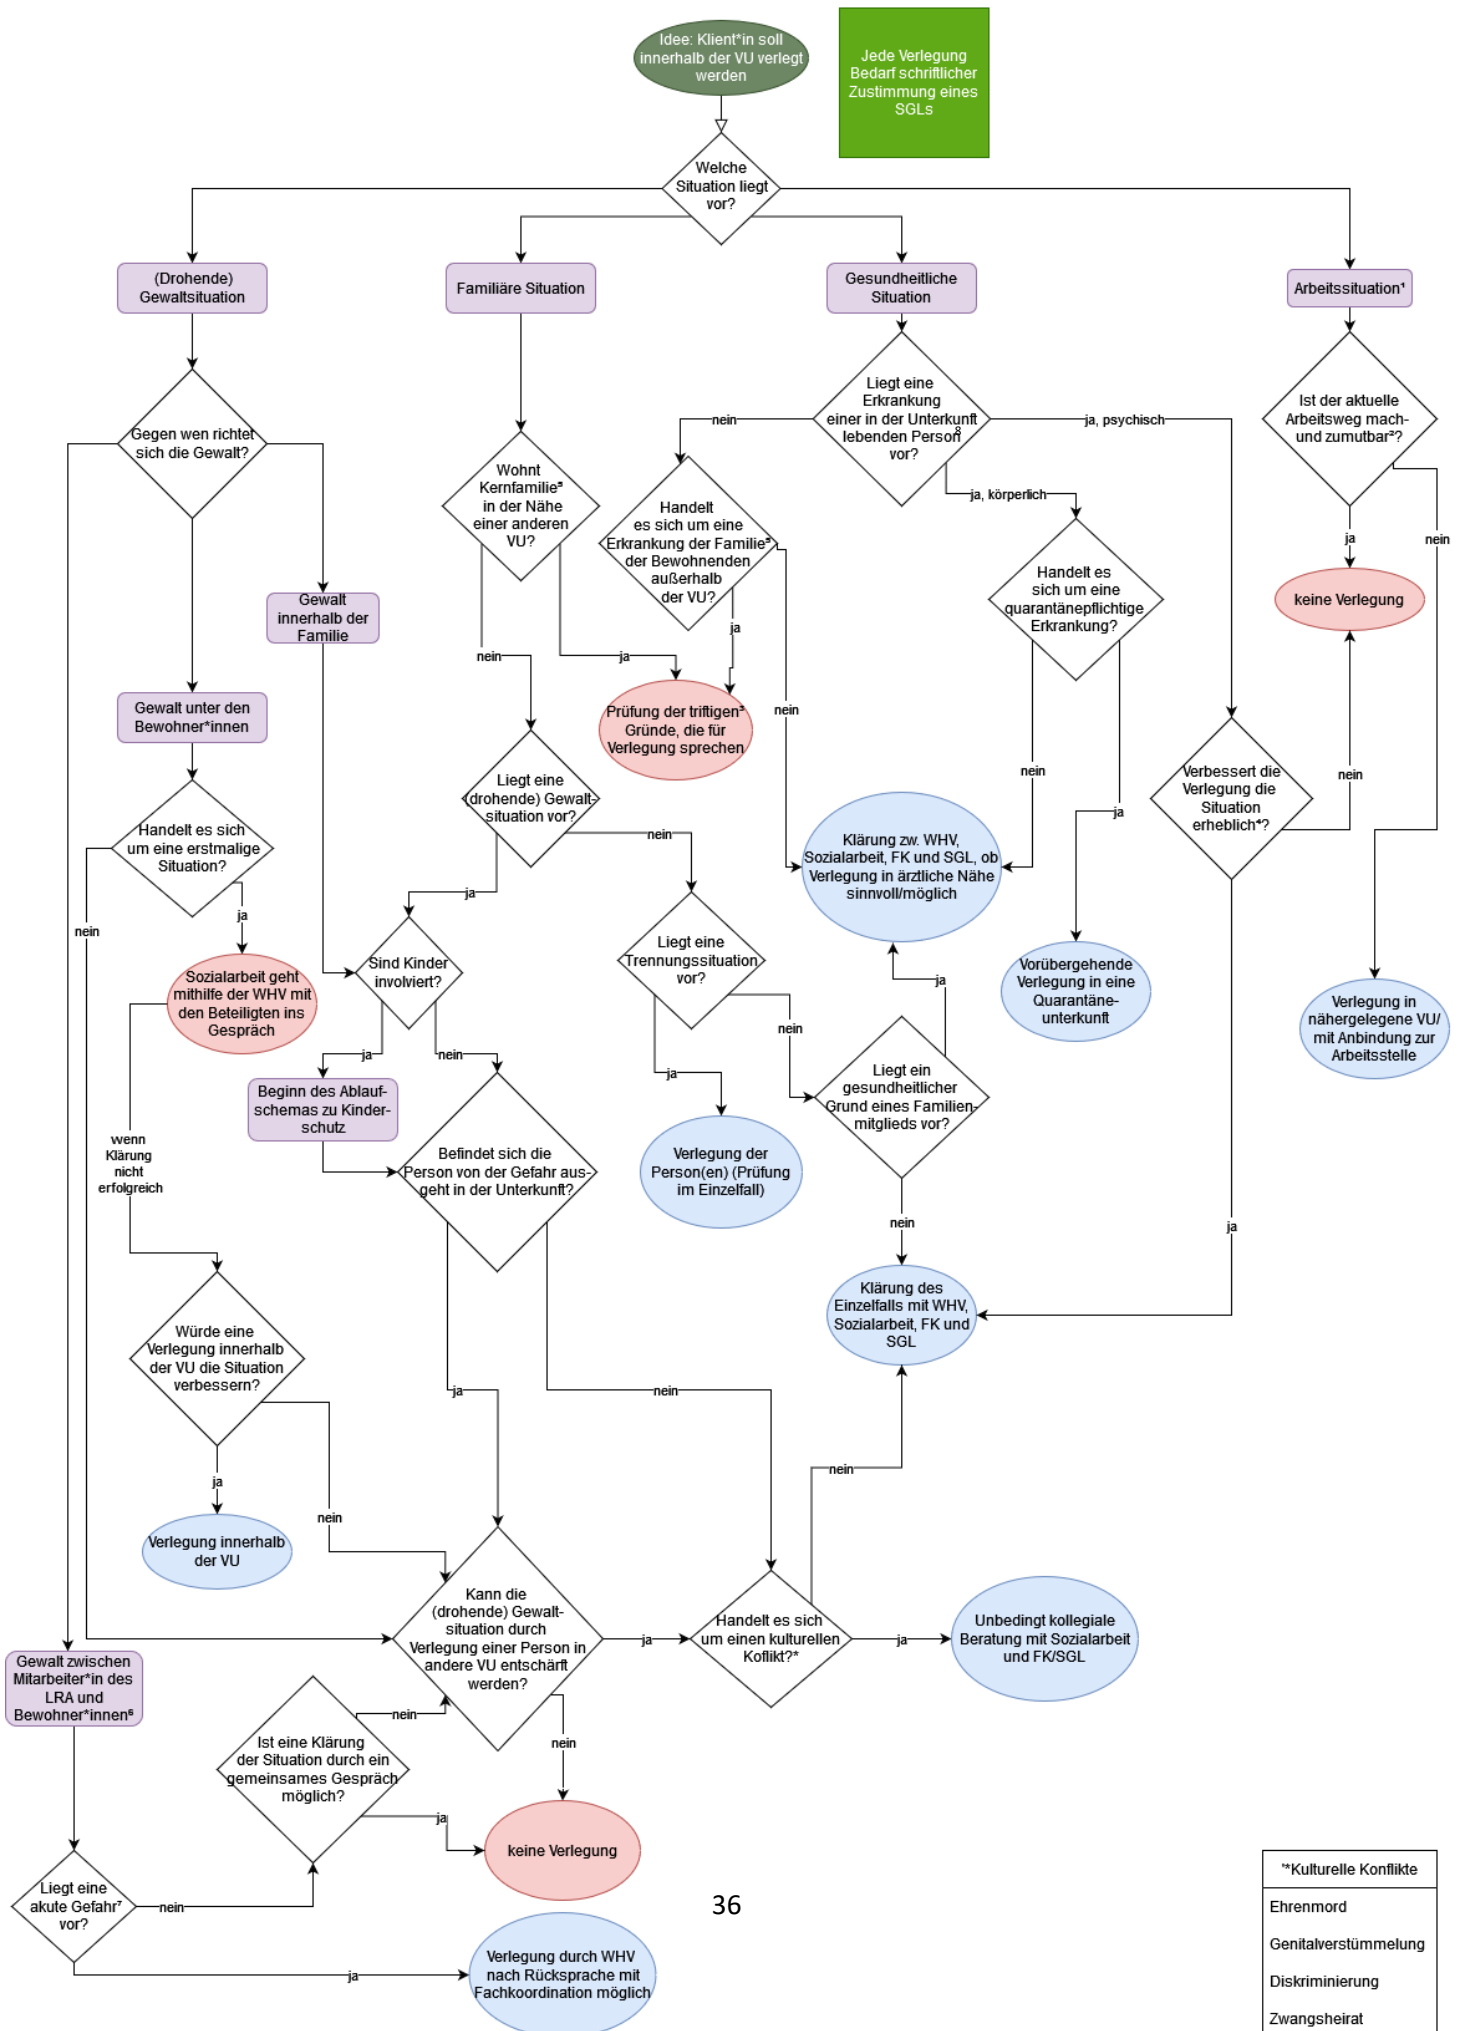 Idee: Klient*in soll
innerhalb der VU verlegt
werden
Jede Verlegung
Bedarf schriftlicher
Zustimmung eines
SGLs
Welche
Situation liegt
vor?
(Drohende)
Gewaltsituation
Familiäre Situation
Gesundheitliche
Situation
Arbeitssituation¹
Gegen wen richtet
sich die Gewalt?
Wohnt
Kernfamilie⁵
in der Nähe
einer anderen
VU?
Liegt eine
Erkrankung
einer in der Unterkunft
lebenden Person⁸
vor?
nein
ja, psychisch
ja, körperlich
Ist der aktuelle
Arbeitsweg mach-
und zumutbar²?
ja
nein
keine Verlegung
Handelt
es sich um eine
Erkrankung der Familie⁵
der Bewohnenden
außerhalb
der VU?
ja
nein
Handelt es
sich um eine
quarantänepflichtige
Erkrankung?
nein
ja
Gewalt
innerhalb der
Familie
nein
ja
Prüfung der triftigen³
Gründe, die für
Verlegung sprechen
Gewalt unter den
Bewohner*innen
Liegt eine
(drohende) Gewalt-
situation vor?
ja
nein
Verbessert die
Verlegung die
Situation
erheblich⁴?
nein
ja
Handelt es sich
um eine erstmalige
Situation?
ja
nein
Klärung zw. WHV,
Sozialarbeit, FK und SGL, ob
Verlegung in ärztliche Nähe
sinnvoll/möglich
Sozialarbeit geht
mithilfe der WHV mit
den Beteiligten ins
Gespräch
Sind Kinder
involviert?
ja
nein
Liegt eine
Trennungssituation
vor?
ja
nein
Vorübergehende
Verlegung in eine
Quarantäne-
unterkunft
Verlegung in
nähergelegene VU/
mit Anbindung zur
Arbeitsstelle
Beginn des Ablauf-
schemas zu Kinder-
schutz
Liegt ein
gesundheitlicher
Grund eines Familien-
mitglieds vor?
ja
nein
wenn
Klärung
nicht
erfolgreich
Befindet sich die
Person von der Gefahr aus-
geht in der Unterkunft?
ja
nein
Verlegung der
Person(en) (Prüfung
im Einzelfall)
Klärung des
Einzelfalls mit WHV,
Sozialarbeit, FK und
SGL
Würde eine
Verlegung innerhalb
der VU die Situation
verbessern?
ja
nein
nein
Verlegung innerhalb
der VU
Kann die
(drohende) Gewalt-
situation durch
Verlegung einer Person in
andere VU entschärft
werden?
ja
nein
Handelt es sich
um einen kulturellen
Koflikt?*
ja
Unbedingt kollegiale
Beratung mit Sozialarbeit
und FK/SGL
Gewalt zwischen
Mitarbeiter*in des
LRA und
Bewohner*innen⁶
Ist eine Klärung
der Situation durch ein
gemeinsames Gespräch
möglich?
nein
ja
keine Verlegung
Liegt eine
akute Gefahr⁷
vor?
nein
ja
Verlegung durch WHV
nach Rücksprache mit
Fachkoordination möglich
36
'*Kulturelle Konflikte
Ehrenmord
Genitalverstümmelung
Diskriminierung
Zwangsheirat